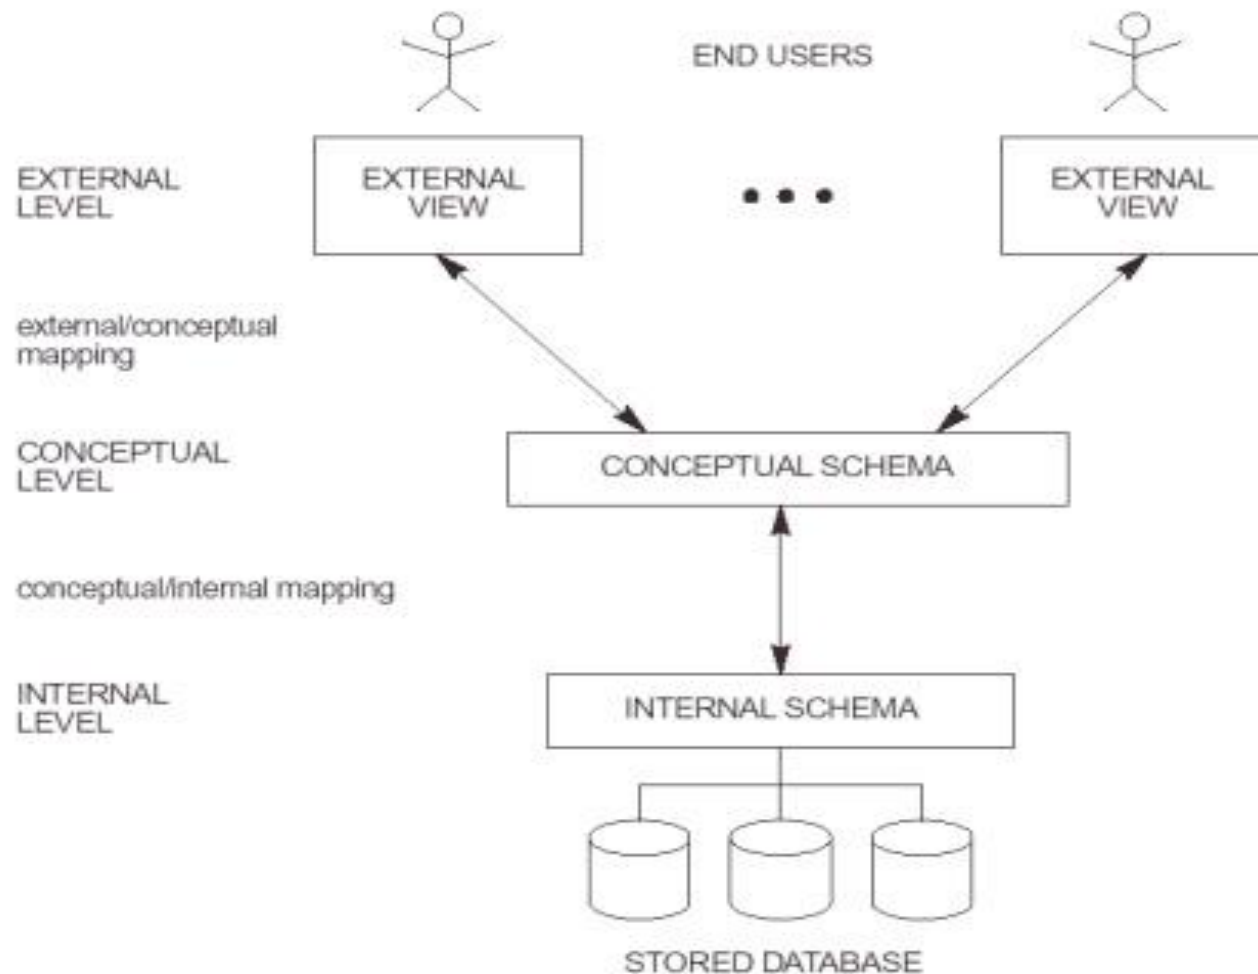 END USERS
EXTERNAL
LEVEL
EXTERNAL
VIEW
EXTERNAL
VIEW
external/conceptual
mapping
CONCEPTUAL
LEVEL
CONCEPTUAL SCHEMA
conceptual/internal mapping
INTERNAL
LEVEL
INTERNAL SCHEMA
STORED DATABASE